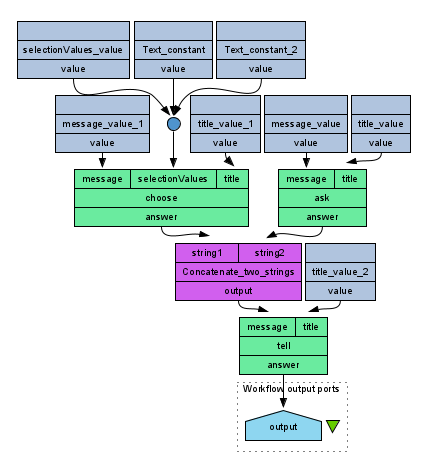 selectionValues_value
Text_constant
Text_constant_2
value
value
value
message_value_1
title_value_1
message_value
title_value
value
value
value
value
message
selectionValues
title
message
title
choose
ask
answer
answer
string1
string2
Concatenate_two_strings
title_value_2
output
value
message
title
tell
answer
Workflow output ports
output